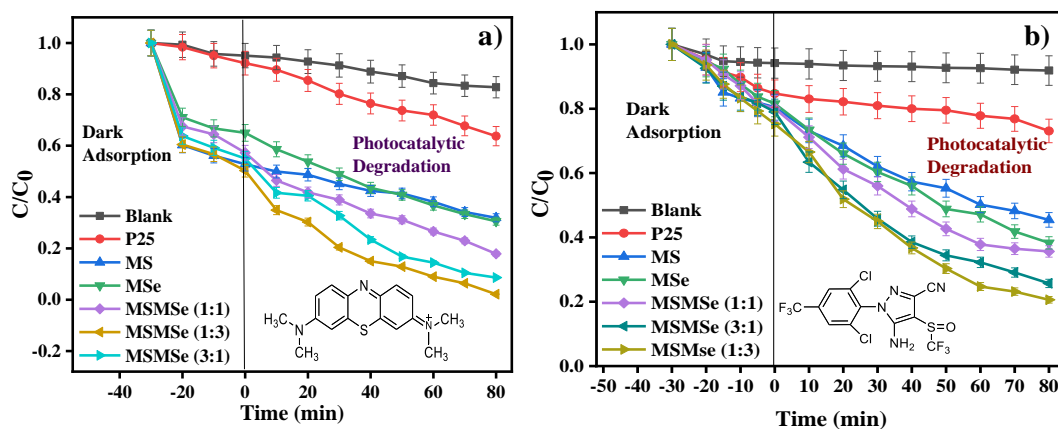 a)
C/C0
1.0
0.8
0.6
0.4
0.2
0.0
-0.2
Dark
Adsorption
Photocatalytic
Degradation
Blank
P25
MS
MSe
MSMSe (1:1)
MSMSe (1:3)
MSMSe (3:1)
N
H3C
N
CH3
S
N+
CH3
CH3
-40
-20
0
20
40
60
80
Time (min)
b)
C/C0
1.0
0.8
0.6
0.4
0.2
0.0
Dark
Adsorption
Photocatalytic
Degradation
Blank
P25
MS
MSe
MSMSe (1:1)
MSMSe (3:1)
MSMse (1:3)
Cl
N
CN
F3C
N
Cl
NH2
S=O
CF3
-50 -40 -30 -20 -10 0 10 20 30 40 50 60 70 80
Time (min)